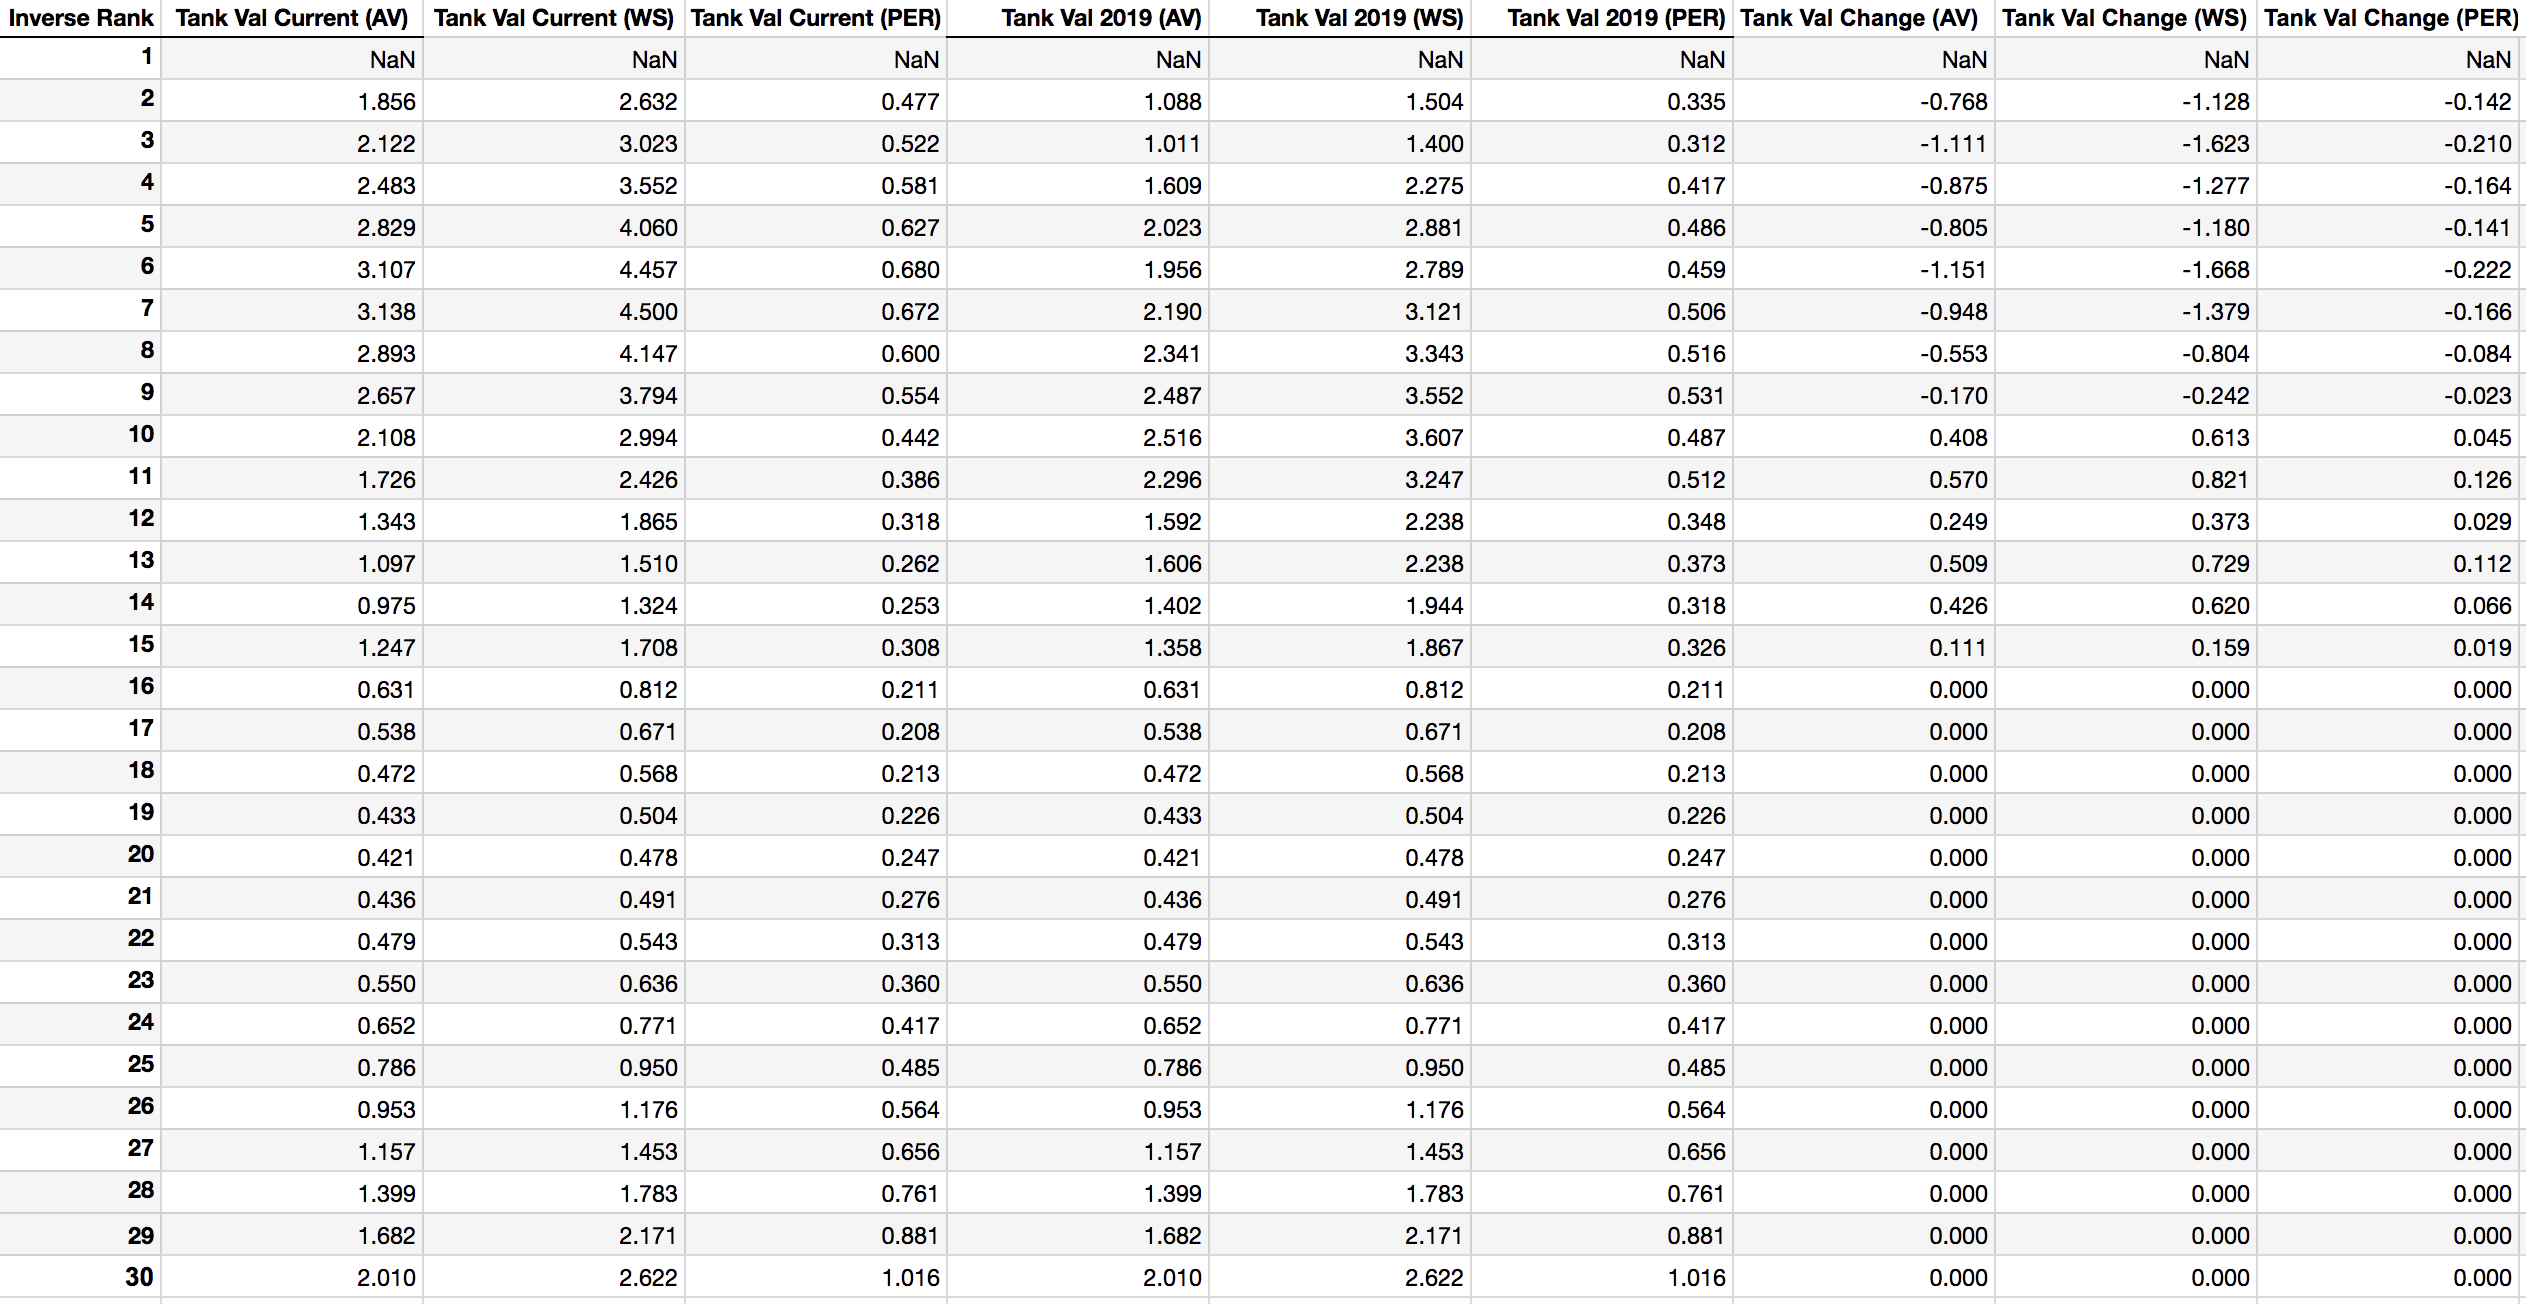 Inverse Rank Tank Val Current (AV) Tank Val Current (WS) Tank Val Current (PER) Tank Val 2019 (AV) Tank Val 2019 (WS) Tank Val 2019 (PER) Tank Val Change (AV) Tank Val Change (WS) Tank Val Change (PER)
1 NaN NaN NaN NaN NaN NaN NaN NaN NaN
2 1.856 2.632 0.477 1.088 1.504 0.335 -0.768 -1.128 -0.142
3 2.122 3.023 0.522 1.011 1.400 0.312 -1.111 -1.623 -0.210
4 2.483 3.552 0.581 1.609 2.275 0.417 -0.875 -1.277 -0.164
5 2.829 4.060 0.627 2.023 2.881 0.486 -0.805 -1.180 -0.141
6 3.107 4.457 0.680 1.956 2.789 0.459 -1.151 -1.668 -0.222
7 3.138 4.500 0.672 2.190 3.121 0.506 -0.948 -1.379 -0.166
8 2.893 4.147 0.600 2.341 3.343 0.516 -0.553 -0.804 -0.084
9 2.657 3.794 0.554 2.487 3.552 0.531 -0.170 -0.242 -0.023
10 2.108 2.994 0.442 2.516 3.607 0.487 0.408 0.613 0.045
11 1.726 2.426 0.386 2.296 3.247 0.512 0.570 0.821 0.126
12 1.343 1.865 0.318 1.592 2.238 0.348 0.249 0.373 0.029
13 1.097 1.510 0.262 1.606 2.238 0.373 0.509 0.729 0.112
14 0.975 1.324 0.253 1.402 1.944 0.318 0.426 0.620 0.066
15 1.247 1.708 0.308 1.358 1.867 0.326 0.111 0.159 0.019
16 0.631 0.812 0.211 0.631 0.812 0.211 0.000 0.000 0.000
17 0.538 0.671 0.208 0.538 0.671 0.208 0.000 0.000 0.000
18 0.472 0.568 0.213 0.472 0.568 0.213 0.000 0.000 0.000
19 0.433 0.504 0.226 0.433 0.504 0.226 0.000 0.000 0.000
20 0.421 0.478 0.247 0.421 0.478 0.247 0.000 0.000 0.000
21 0.436 0.491 0.276 0.436 0.491 0.276 0.000 0.000 0.000
22 0.479 0.543 0.313 0.479 0.543 0.313 0.000 0.000 0.000
23 0.550 0.636 0.360 0.550 0.636 0.360 0.000 0.000 0.000
24 0.652 0.771 0.417 0.652 0.771 0.417 0.000 0.000 0.000
25 0.786 0.950 0.485 0.786 0.950 0.485 0.000 0.000 0.000
26 0.953 1.176 0.564 0.953 1.176 0.564 0.000 0.000 0.000
27 1.157 1.453 0.656 1.157 1.453 0.656 0.000 0.000 0.000
28 1.399 1.783 0.761 1.399 1.783 0.761 0.000 0.000 0.000
29 1.682 2.171 0.881 1.682 2.171 0.881 0.000 0.000 0.000
30 2.010 2.622 1.016 2.010 2.622 1.016 0.000 0.000 0.000